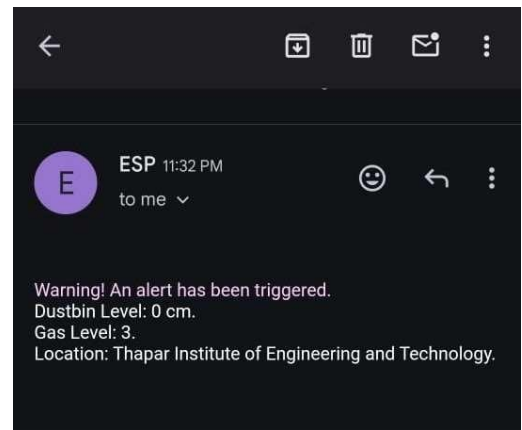 E
ESP 11:32 PM
to me
Warning! An alert has been triggered.
Dustbin Level: 0 cm.
Gas Level: 3.
Location: Thapar Institute of Engineering and Technology.